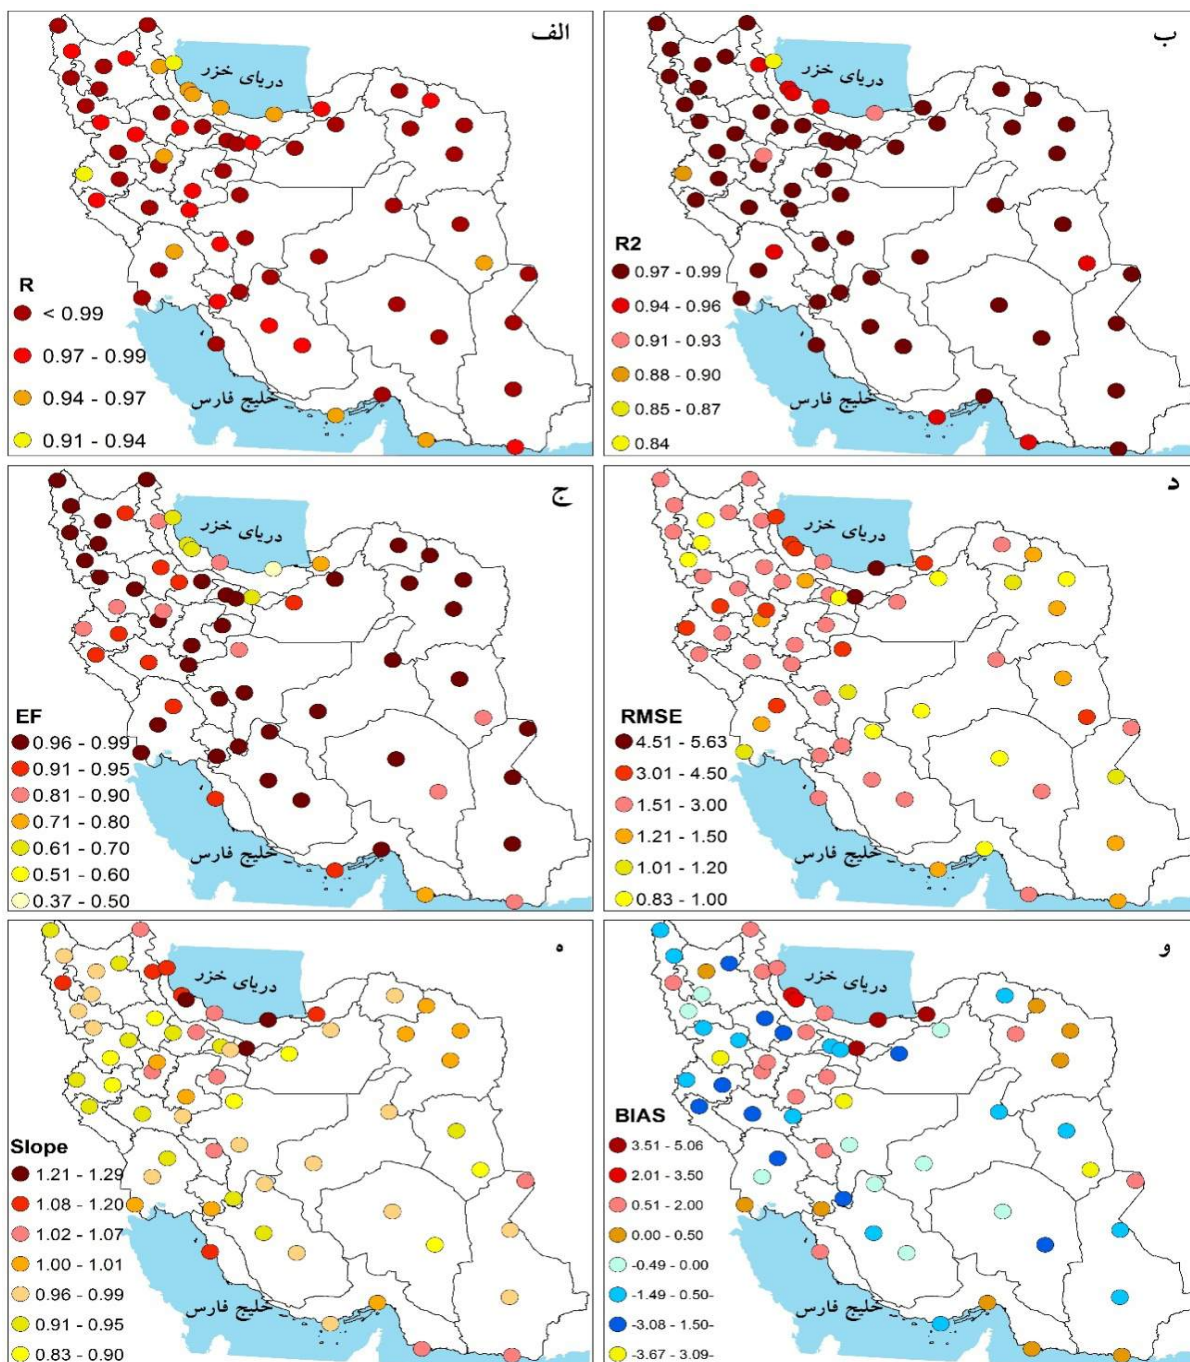 الف
دریای خزر
R
< 0.99
0.97 - 0.99
0.94 - 0.97
0.91 - 0.94
خلیج فارس
ب
دریای خزر
R2
0.97 - 0.99
0.94 - 0.96
0.91 - 0.93
0.88 - 0.90
0.85 - 0.87
0.84
خلیج فارس
ج
دریای خزر
EF
0.96 - 0.99
0.91 - 0.95
0.81 - 0.90
0.71 - 0.80
0.61 - 0.70
0.51 - 0.60
0.37 - 0.50
خلیج فارس
د
دریای خزر
RMSE
4.51 - 5.63
3.01 - 4.50
1.51 - 3.00
1.21 - 1.50
1.01 - 1.20
0.83 - 1.00
خلیج فارس
ه
دریای خزر
Slope
1.21 - 1.29
1.08 - 1.20
1.02 - 1.07
1.00 - 1.01
0.96 - 0.99
0.91 - 0.95
0.83 - 0.90
خلیج فارس
و
دریای خزر
BIAS
3.51 - 5.06
2.01 - 3.50
0.51 - 2.00
0.00 - 0.50
-0.49 - 0.00
-1.49 - 0.50-
-3.08 - 1.50-
-3.67 - 3.09-
خلیج فارس